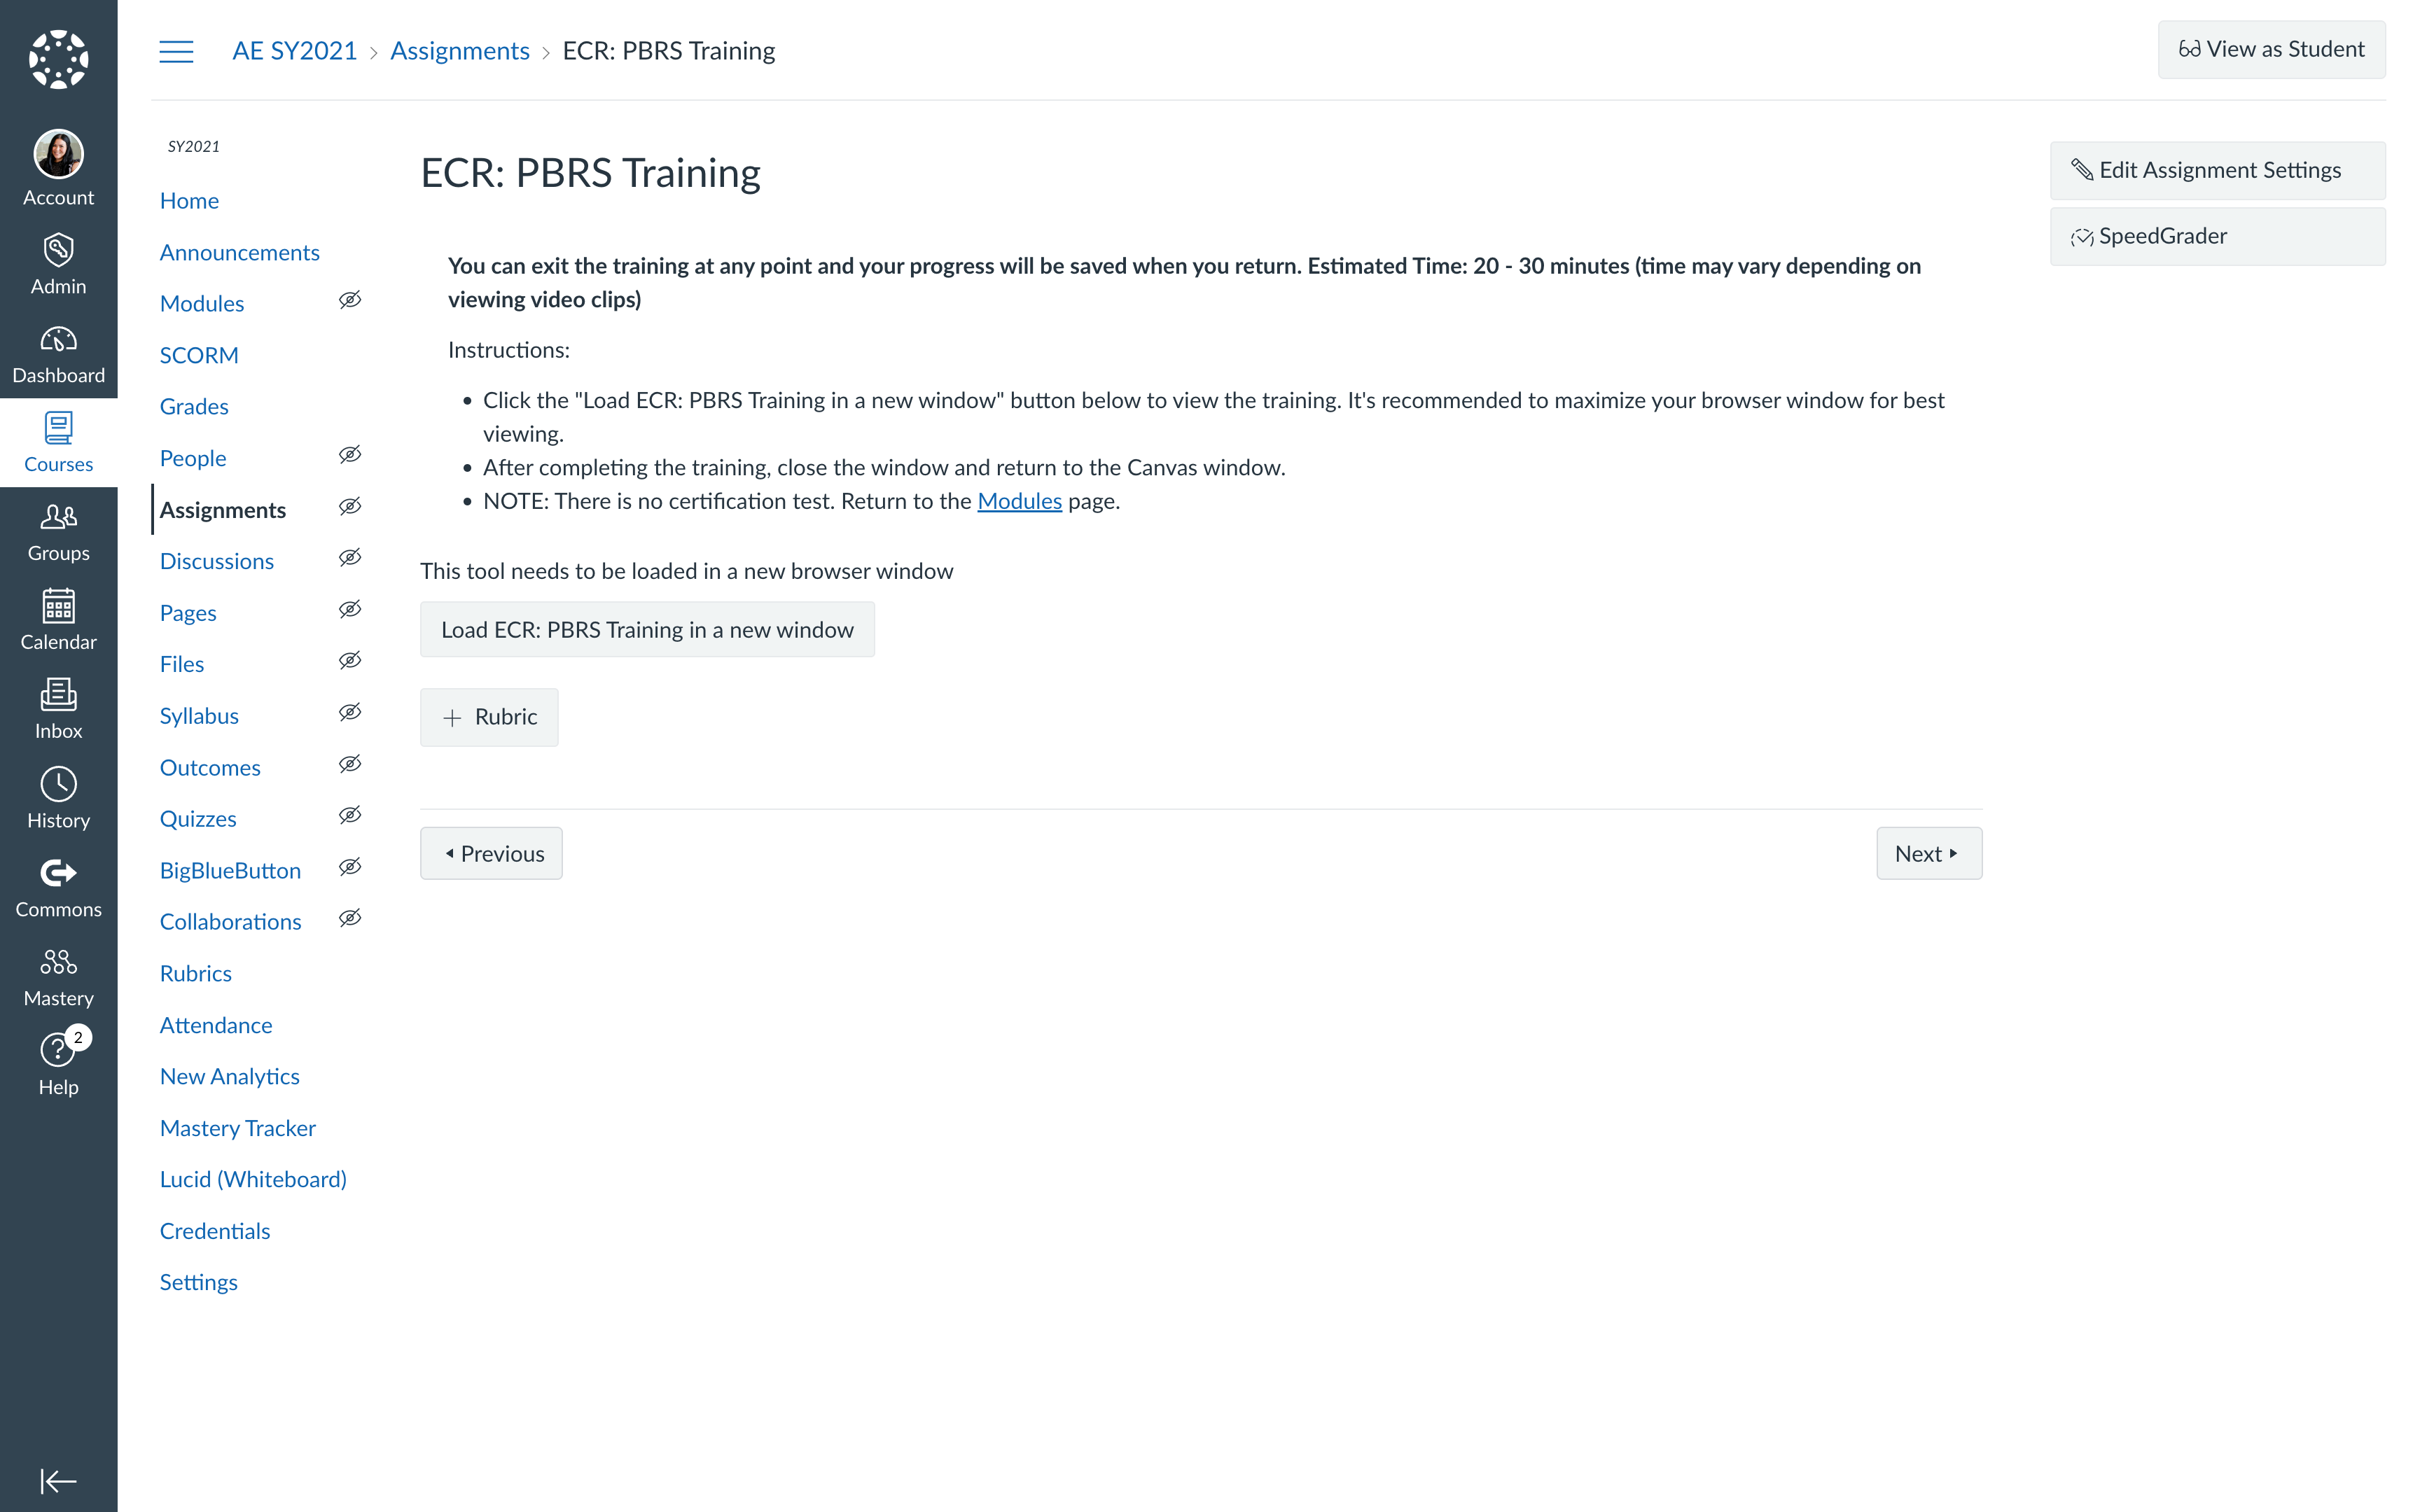 Account
Admin
Dashboard
Courses
Groups
Calendar
Inbox
History
Commons
Mastery
2
Help
AE SY2021 > Assignments > ECR: PBRS Training
View as Student
SY2021
Home
Announcements
Modules
SCORM
Grades
People
Assignments
Discussions
Pages
Files
Syllabus
Outcomes
Quizzes
BigBlueButton
Collaborations
Rubrics
Attendance
New Analytics
Mastery Tracker
Lucid (Whiteboard)
Credentials
Settings
ECR: PBRS Training
You can exit the training at any point and your progress will be saved when you return. Estimated Time: 20 - 30 minutes (time may vary depending on
viewing video clips)
Instructions:
• Click the "Load ECR: PBRS Training in a new window" button below to view the training. It's recommended to maximize your browser window for best
viewing.
• After completing the training, close the window and return to the Canvas window.
• NOTE: There is no certification test. Return to the Modules page.
This tool needs to be loaded in a new browser window
Load ECR: PBRS Training in a new window
+ Rubric
Previous
Next
Edit Assignment Settings
SpeedGrader